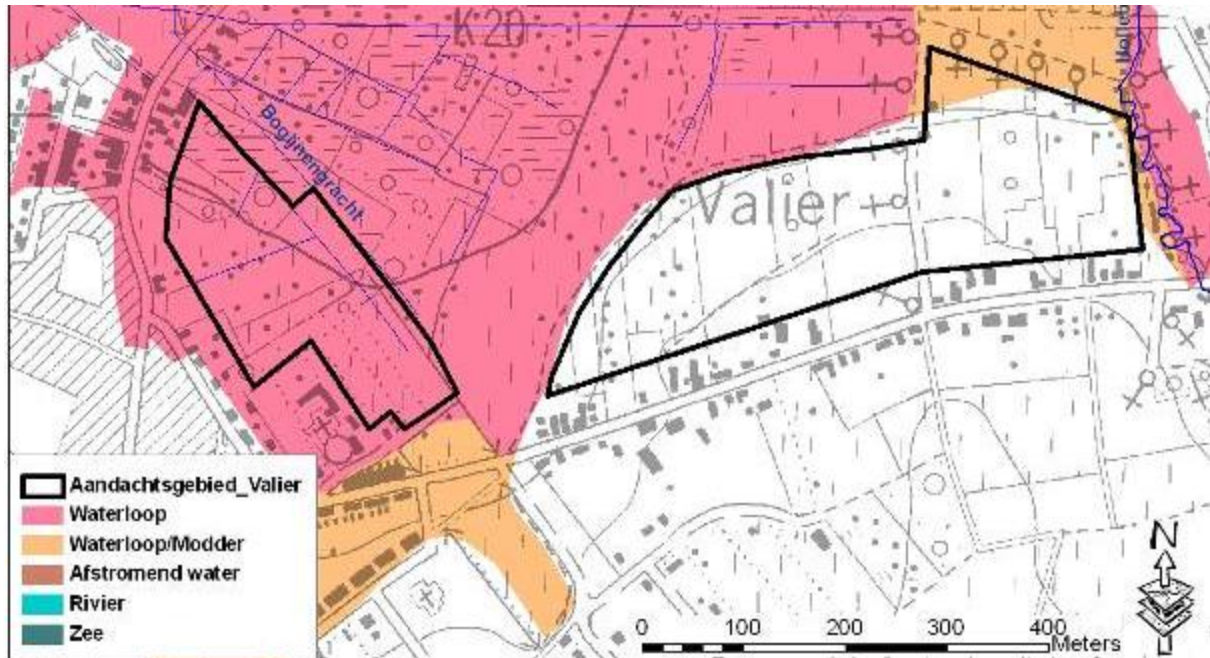 K20
Bogijnengracht
Valier
Aandachtsgebied_Valier
Waterloop
Waterloop/Modder
Afstromend water
Rivier
Zee
N
0 100 200 300 400
Meters